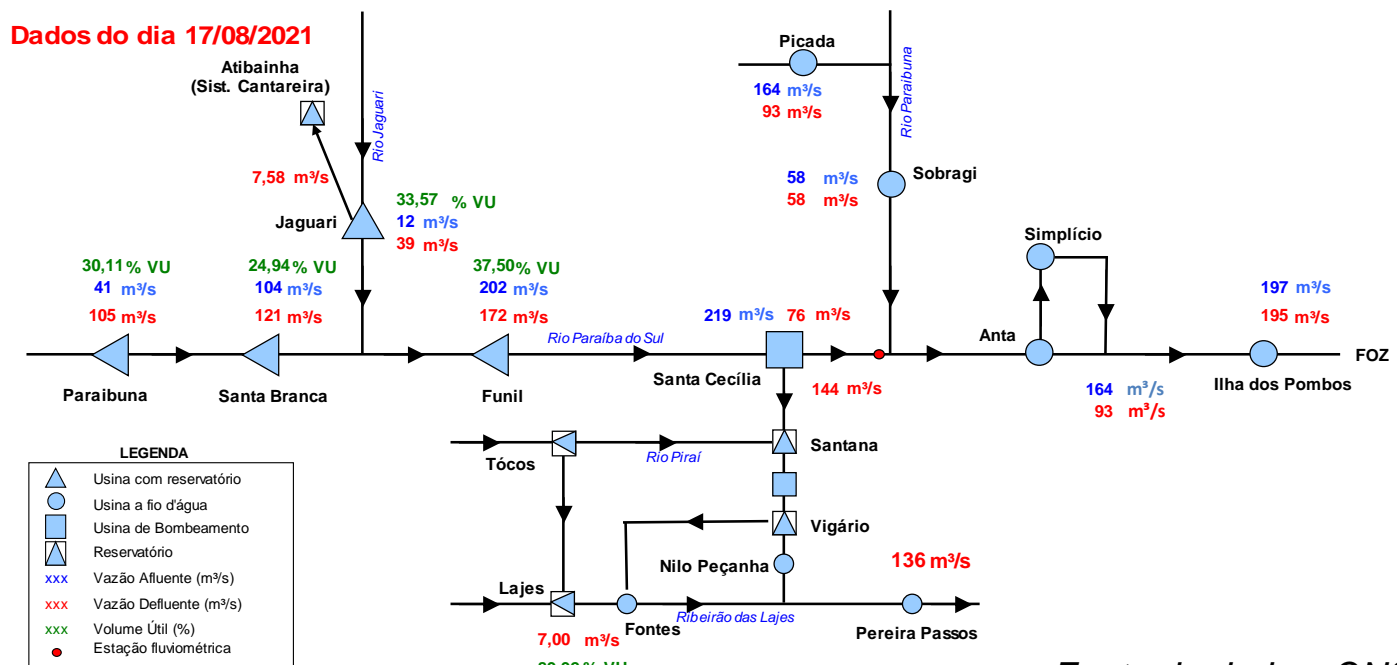 Dados do dia 17/08/2021
Atibainha
(Sist. Cantareira)
Rio Jaguari
7,58 m³/s
Jaguari
33,57 % VU
12 m³/s
39 m³/s
Picada
164 m³/s
93 m³/s
Rio Paraibuna
58 m³/s
58 m³/s
Sobragi
30,11% VU
41 m³/s
105 m³/s
Paraibuna
24,94% VU
104 m³/s
121 m³/s
Santa Branca
37,50% VU
202 m³/s
172 m³/s
Funil
Rio Paraíba do Sul
219 m³/s 76 m³/s
Santa Cecília
144 m³/s
Simplício
Anta
164 m³/s
93 m³/s
197 m³/s
195 m³/s
Ilha dos Pombos
FOZ
Tócos
Rio Piraí
Santana
Vigário
Nilo Peçanha
136 m³/s
Lajes
Fontes
Ribeirão das Lajes
Pereira Passos
7,00 m³/s
LEGENDA
Usina com reservatório
Usina a fio d'água
Usina de Bombeamento
Reservatório
xxx Vazão Afluente (m³/s)
xxx Vazão Defluente (m³/s)
xxx Volume Útil (%)
Estação fluviométrica